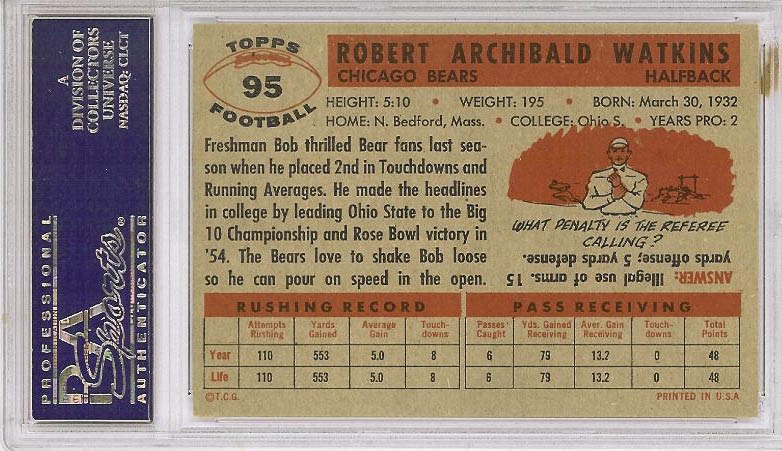 A
DIVISION OF
COLLECTORS
UNIVERSE
NASDAQ: CLCT
PROFESSIONAL
PSA
Sports®
AUTHENTICATOR
TOPPS
95
FOOTBALL
ROBERT ARCHIBALD WATKINS
CHICAGO BEARS HALFBACK
HEIGHT: 5:10 • WEIGHT: 195 • BORN: March 30, 1932
HOME: N. Bedford, Mass. • COLLEGE: Ohio S. • YEARS PRO: 2
Freshman Bob thrilled Bear fans last sea-
son when he placed 2nd in Touchdowns and
Running Averages. He made the headlines
in college by leading Ohio State to the Big
10 Championship and Rose Bowl victory in
'54. The Bears love to shake Bob loose
so he can pour on speed in the open.
WHAT PENALTY IS THE REFEREE
CALLING?
ANSWER: Illegal use of arms. 15
yards offense; 5 yards defense.
RUSHING RECORD PASS RECEIVING
Attempts Yards Average Touch- Passes Yds. Gained Aver. Gain Touch- Total
Rushing Gained Gain downs Caught Receiving Receiving downs Points
Year 110 553 5.0 8 6 79 13.2 0 48
Life 110 553 5.0 8 6 79 13.2 0 48
©T.C.G. PRINTED IN U.S.A